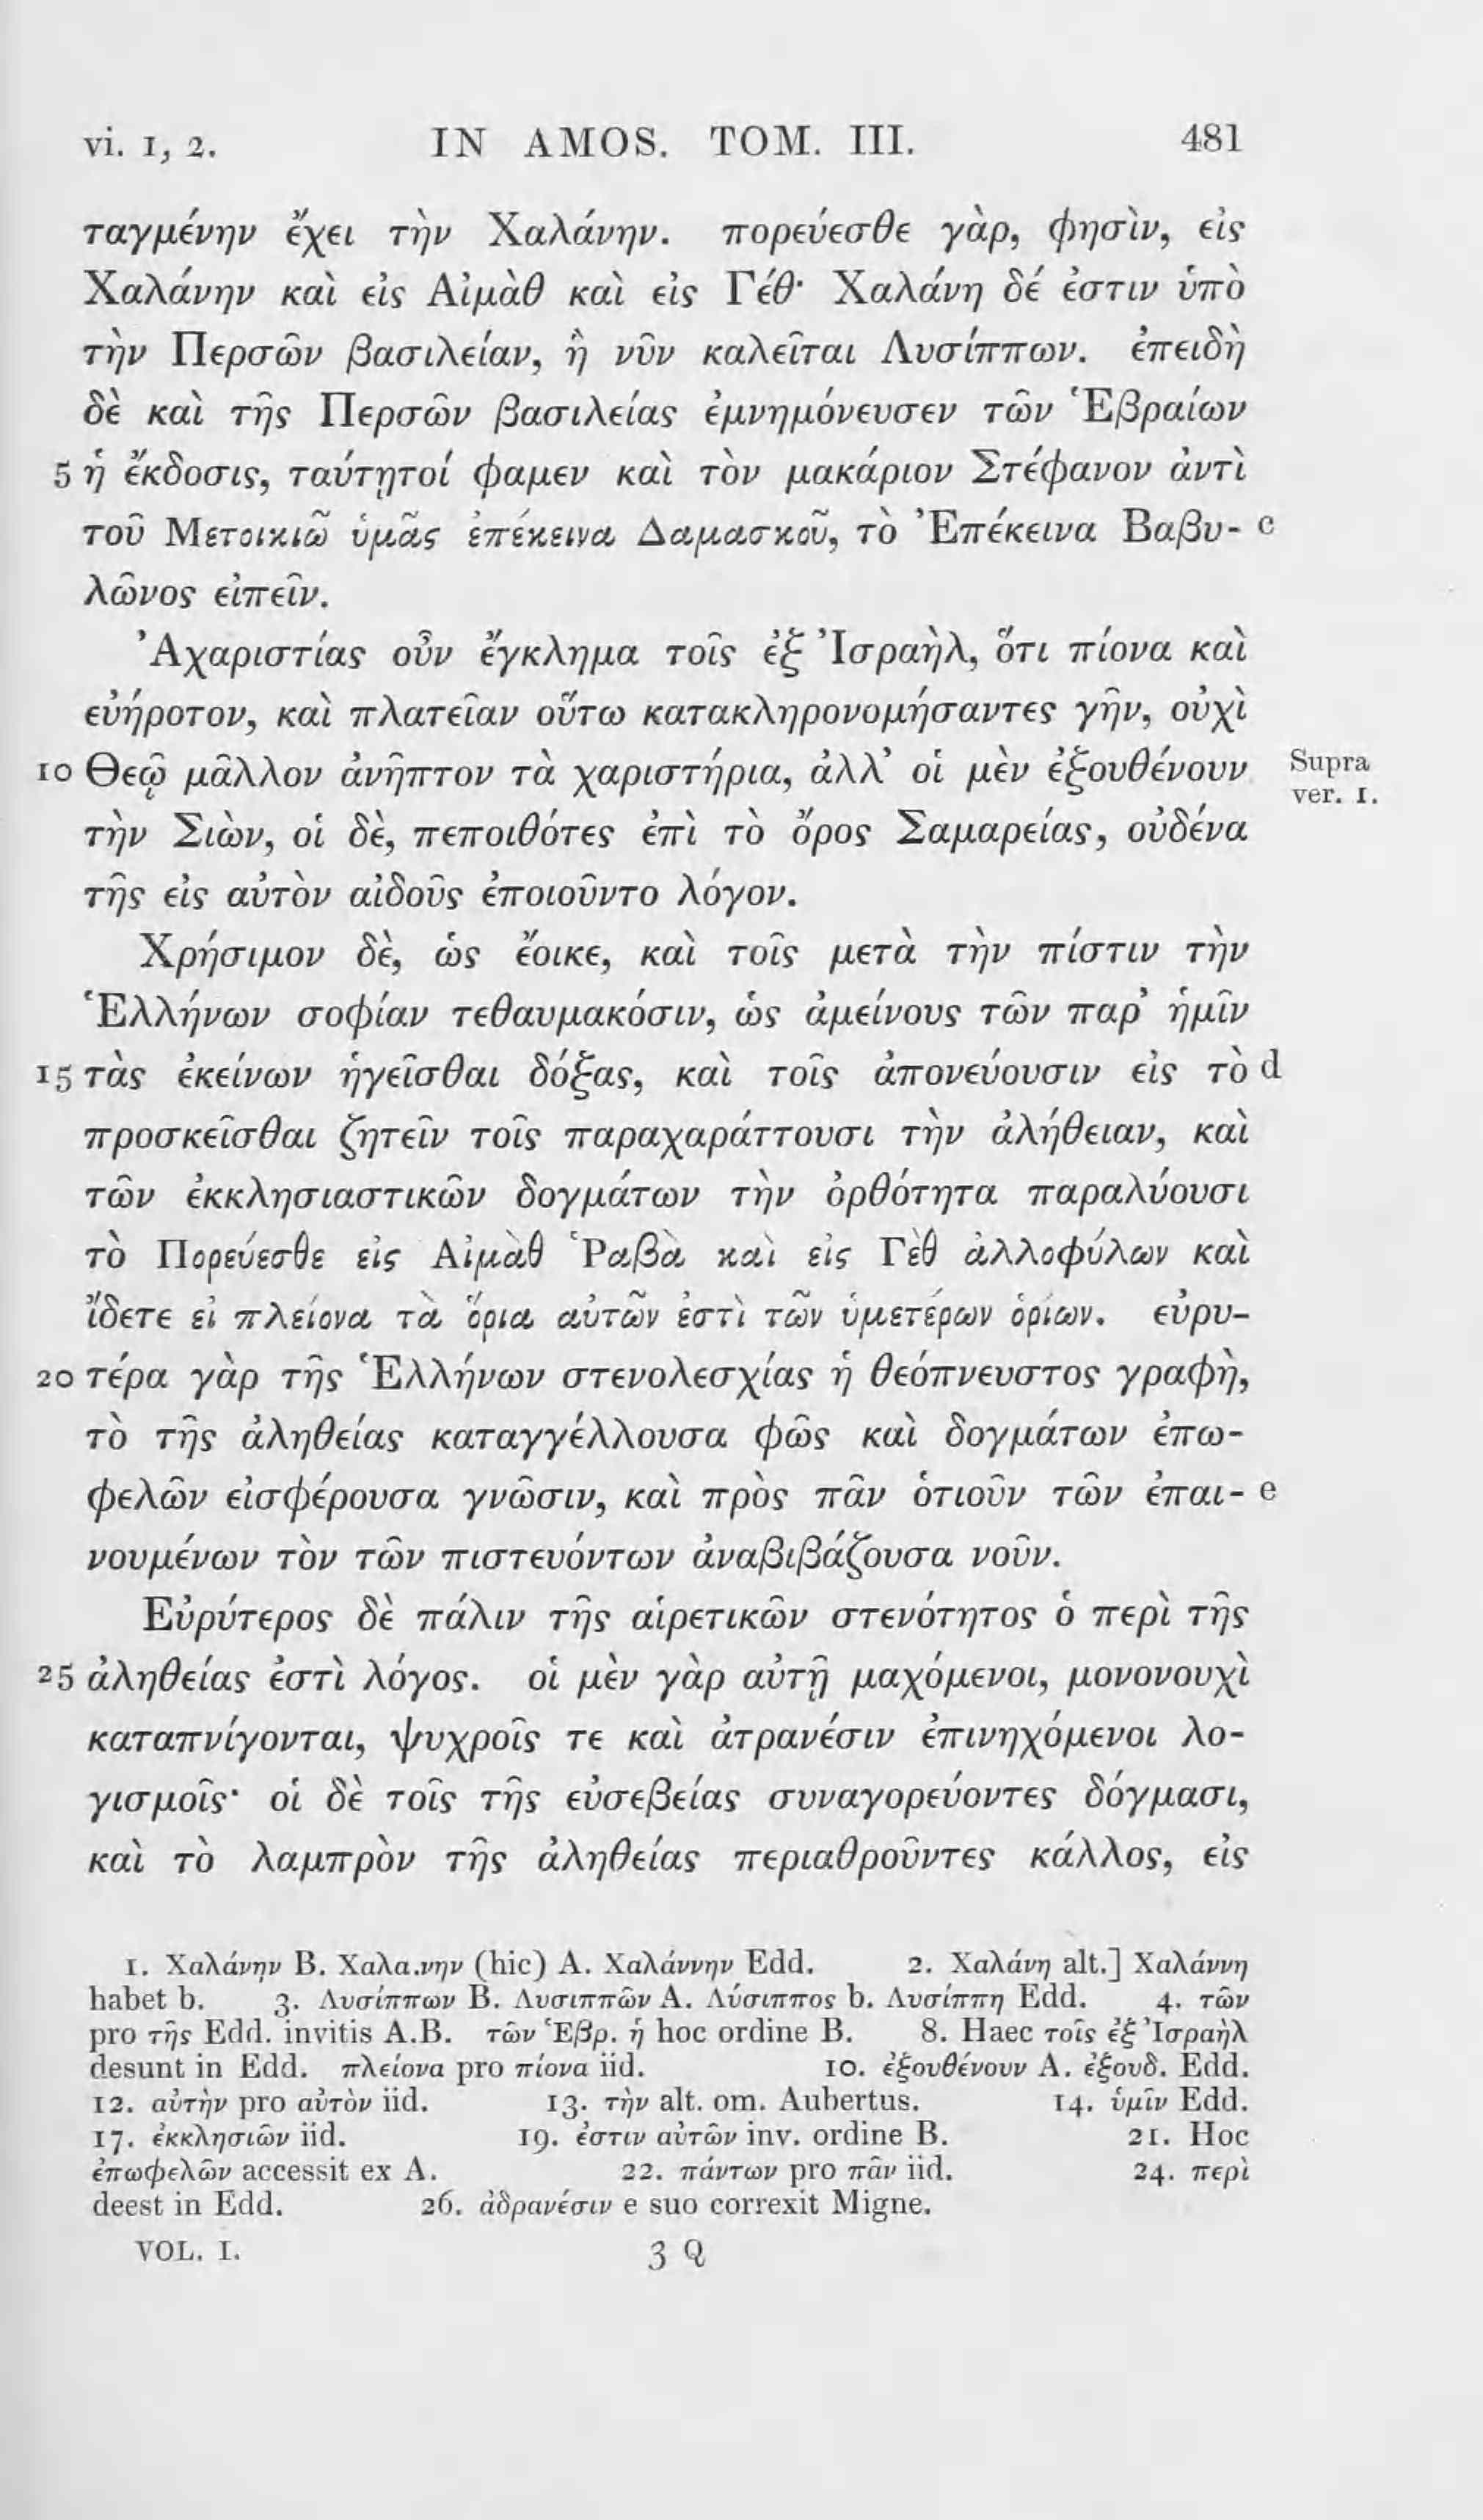 vi. 1, 2. IN AMOS. TOM. III. 481
ταγμένην ἔχει τὴν Χαλάνην. πορεύεσθε γὰρ, φησὶν, εἰς
Χαλάνην καὶ εἰς Αἰμὰθ καὶ εἰς Γέθ· Χαλάνη δέ ἐστιν ὑπὸ
τὴν Περσῶν βασιλείαν, ἣ νῦν καλεῖται Λυσίππων. ἐπειδὴ
δὲ καὶ τῆς Περσῶν βασιλείας ἐμνημόνευσεν τῶν Ἑβραίων
5 ἡ ἔκδοσις, ταύτῃτοί φαμεν καὶ τὸν μακάριον Στέφανον ἀντὶ
τοῦ Μετοικιῶ ὑμᾶς ἐπέκεινα Δαμασκοῦ, τὸ Ἐπέκεινα Βαβυ- c
λῶνος εἰπεῖν.
Ἀχαριστίας οὖν ἔγκλημα τοῖς ἐξ Ἰσραὴλ, ὅτι πίονα καὶ
εὐήροτον, καὶ πλατεῖαν οὕτω κατακληρονομήσαντες γῆν, οὐχὶ
10 Θεῷ μᾶλλον ἀνῆπτον τὰ χαριστήρια, ἀλλ’ οἱ μὲν ἐξουθένουν Supra
ver. 1.
τὴν Σιὼν, οἱ δὲ, πεποιθότες ἐπὶ τὸ ὄρος Σαμαρείας, οὐδένα
τῆς εἰς αὐτὸν αἰδοῦς ἐποιοῦντο λόγον.
Χρήσιμον δὲ, ὡς ἔοικε, καὶ τοῖς μετὰ τὴν πίστιν τὴν
Ἑλλήνων σοφίαν τεθαυμακόσιν, ὡς ἀμείνους τῶν παρ’ ἡμῖν
15 τὰς ἐκείνων ἡγεῖσθαι δόξας, καὶ τοῖς ἀπονεύουσιν εἰς τὸ d
προσκεῖσθαι ζητεῖν τοῖς παραχαράττουσι τὴν ἀλήθειαν, καὶ
τῶν ἐκκλησιαστικῶν δογμάτων τὴν ὀρθότητα παραλύουσι
τὸ Πορεύεσθε εἰς Αἰμὰθ Ῥαβὰ καὶ εἰς Γὲθ ἀλλοφύλων καὶ
ἴδετε εἰ πλείονα τὰ ὅρια αὐτῶν ἐστὶ τῶν ὑμετέρων ὁρίων. εὐρυ-
20 τέρα γὰρ τῆς Ἑλλήνων στενολεσχίας ἡ θεόπνευστος γραφὴ,
τὸ τῆς ἀληθείας καταγγέλλουσα φῶς καὶ δογμάτων ἐπω-
φελῶν εἰσφέρουσα γνῶσιν, καὶ πρὸς πᾶν ὁτιοῦν τῶν ἐπαι- e
νουμένων τὸν τῶν πιστευόντων ἀναβιβάζουσα νοῦν.
Εὐρύτερος δὲ πάλιν τῆς αἱρετικῶν στενότητος ὁ περὶ τῆς
25 ἀληθείας ἐστὶ λόγος. οἱ μὲν γὰρ αὐτῇ μαχόμενοι, μονονουχὶ
καταπνίγονται, ψυχροῖς τε καὶ ἀτρανέσιν ἐπινηχόμενοι λο-
γισμοῖς· οἱ δὲ τοῖς τῆς εὐσεβείας συναγορεύοντες δόγμασι,
καὶ τὸ λαμπρὸν τῆς ἀληθείας περιαθροῦντες κάλλος, εἰς
1. Χαλάνην B. Χαλα.νην (hic) A. Χαλάννην Edd. 2. Χαλάνη alt.] Χαλάννη
habet b. 3. Λυσίππων B. Λυσιππῶν A. Λύσιππος b. Λυσίππη Edd. 4. τῶν
pro τῆς Edd. invitis A.B. τῶν Ἑβρ. ἡ hoc ordine B. 8. Haec τοῖς ἐξ Ἰσραὴλ
desunt in Edd. πλείονα pro πίονα iid. 10. ἐξουθένουν A. ἐξουδ. Edd.
12. αὐτὴν pro αὐτὸν iid. 13. τὴν alt. om. Aubertus. 14. ὑμῖν Edd.
17. ἐκκλησιῶν iid. 19. ἐστιν αὐτῶν inv. ordine B. 21. Hoc
ἐπωφελῶν accessit ex A. 22. πάντων pro πᾶν iid. 24. περὶ
deest in Edd. 26. ἀδρανέσιν e suo correxit Migne.
VOL. I. 3 Q